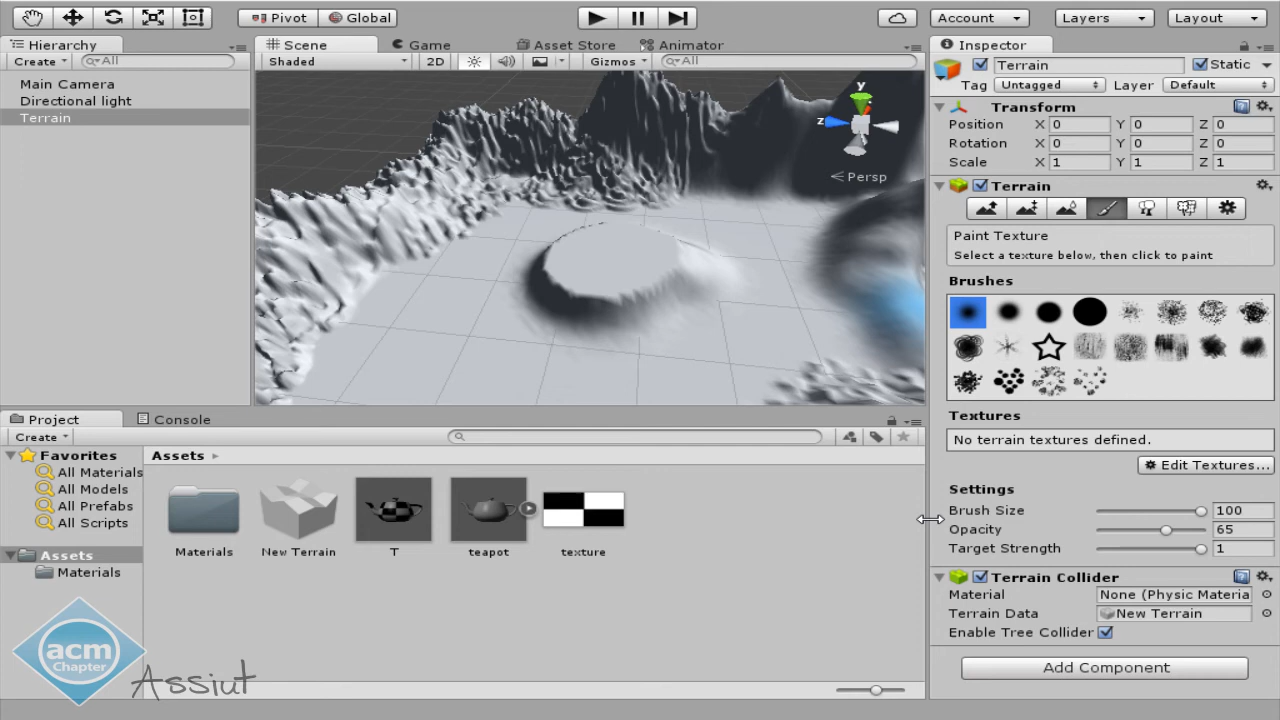 Pivot Global Account Layers Layout
Hierarchy
Create All
Main Camera
Directional light
Terrain
Scene Game Asset Store Animator
Shaded 2D Gizmos All
y
z
Persp
Inspector
Terrain Static
Tag Untagged Layer Default
Transform
Position X 0 Y 0 Z 0
Rotation X 0 Y 0 Z 0
Scale X 1 Y 1 Z 1
Terrain
Paint Texture
Select a texture below, then click to paint
Brushes
Textures
No terrain textures defined.
Edit Textures...
Settings
Brush Size 100
Opacity 65
Target Strength 1
Terrain Collider
Material None (Physic Materia
Terrain Data New Terrain
Enable Tree Collider
Add Component
Project Console
Create
Favorites
All Materials
All Models
All Prefabs
All Scripts
Assets
Materials
Assets
Materials New Terrain T teapot texture
acm
Chapter
Assiut